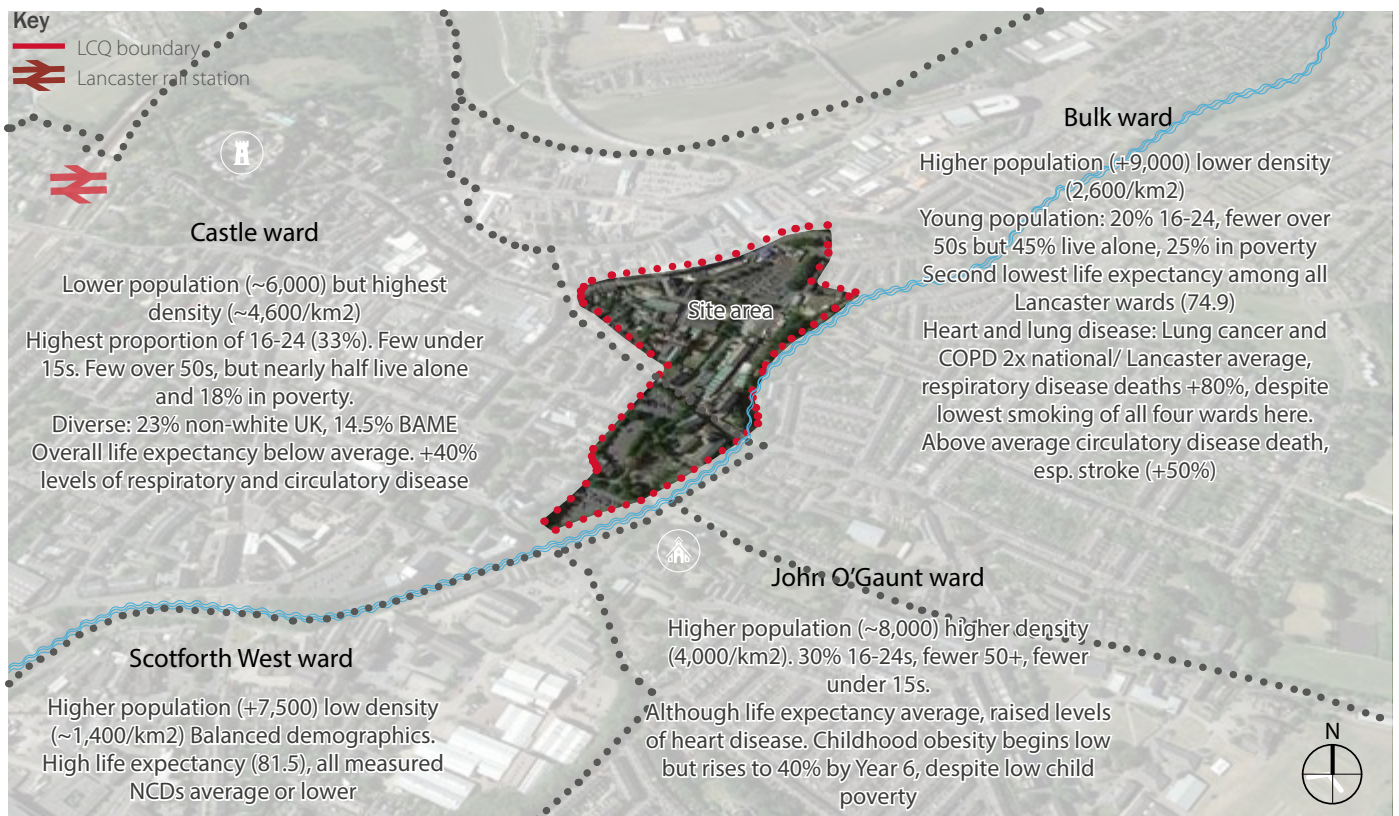 Key
LCQ boundary
Lancaster rail station
Bulk ward
Higher population (+9,000) lower density
(2,600/km2)
Young population: 20% 16-24, fewer over
50s but 45% live alone, 25% in poverty
Second lowest life expectancy among all
Lancaster wards (74.9)
Heart and lung disease: Lung cancer and
COPD 2x national/ Lancaster average,
respiratory disease deaths +80%, despite
lowest smoking of all four wards here.
Above average circulatory disease death,
esp. stroke (+50%)
Castle ward
Lower population (~6,000) but highest
density (~4,600/km2)
Highest proportion of 16-24 (33%). Few under
15s. Few over 50s, but nearly half live alone
and 18% in poverty.
Diverse: 23% non-white UK, 14.5% BAME
Overall life expectancy below average. +40%
levels of respiratory and circulatory disease
Site area
John O'Gaunt ward
Higher population (~8,000) higher density
(4,000/km2). 30% 16-24s, fewer 50+, fewer
under 15s.
Although life expectancy average, raised levels
of heart disease. Childhood obesity begins low
but rises to 40% by Year 6, despite low child
poverty
Scotforth West ward
Higher population (+7,500) low density
(~1,400/km2) Balanced demographics.
High life expectancy (81.5), all measured
NCDs average or lower
N